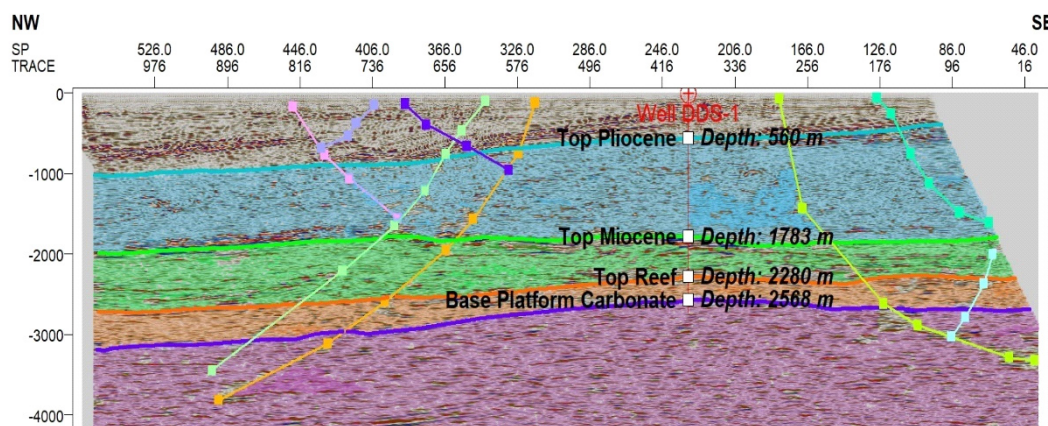 NW
SE
SP 526.0 486.0 446.0 406.0 366.0 326.0 286.0 246.0 206.0 166.0 126.0 86.0 46.0
TRACE 976 896 816 736 656 576 496 416 336 256 176 96 16
0
Well DDS-1
Top Pliocene Depth: 560 m
-1000
Top Miocene Depth: 1783 m
-2000
Top Reef Depth: 2280 m
Base Platform Carbonate Depth: 2568 m
-3000
-4000